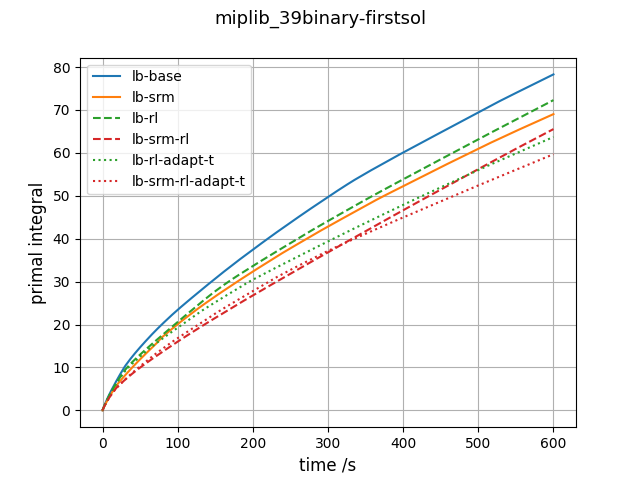 miplib_39binary-firstsol
lb-base
lb-srm
lb-rl
lb-srm-rl
lb-rl-adapt-t
lb-srm-rl-adapt-t
80
70
60
50
40
30
20
10
0
primal integral
0 100 200 300 400 500 600
time /s